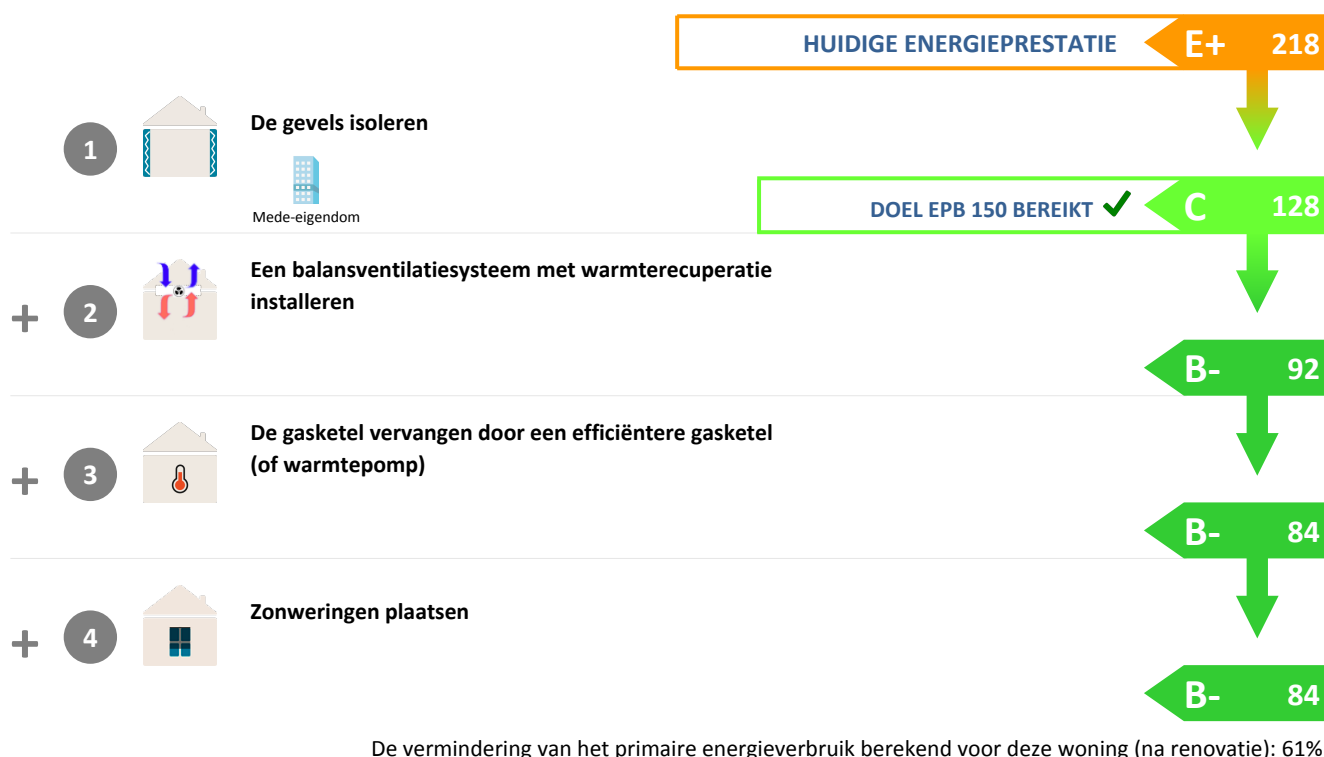 HUIDIGE ENERGIEPRESTATIE E+ 218
1 De gevels isoleren
Mede-eigendom
DOEL EPB 150 BEREIKT ✔ C 128
+ 2 Een balansventilatiesysteem met warmterecuperatie
installeren
B- 92
+ 3 De gasketel vervangen door een efficiëntere gasketel
(of warmtepomp)
B- 84
+ 4 Zonweringen plaatsen
B- 84
De vermindering van het primaire energieverbruik berekend voor deze woning (na renovatie): 61%